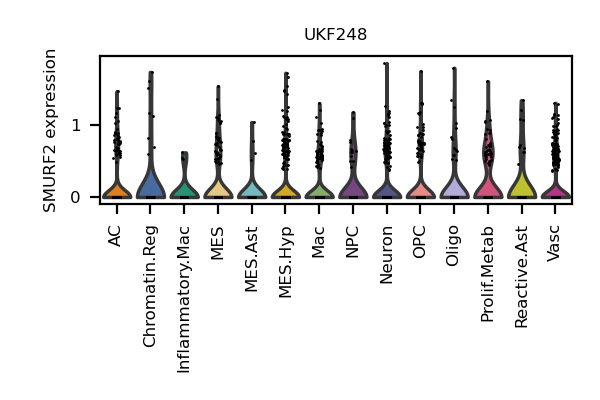 UKF248
SMURF2 expression
1
0
AC
Chromatin.Reg
Inflammatory.Mac
MES
MES.Ast
MES.Hyp
Mac
NPC
Neuron
OPC
Oligo
Prolif.Metab
Reactive.Ast
Vasc